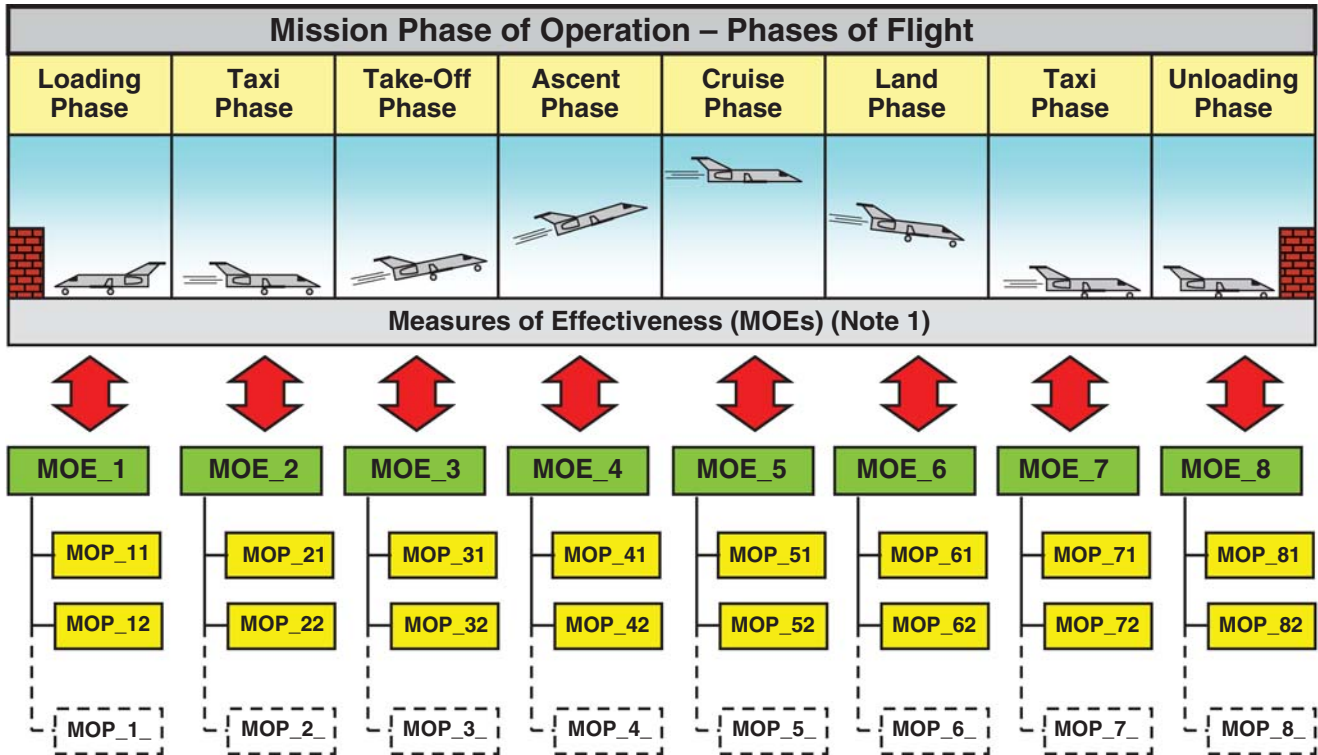 Mission Phase of Operation – Phases of Flight
Loading Phase
Taxi Phase
Take-Off Phase
Ascent Phase
Cruise Phase
Land Phase
Taxi Phase
Unloading Phase
Measures of Effectiveness (MOEs) (Note 1)
MOE_1 MOE_2 MOE_3 MOE_4 MOE_5 MOE_6 MOE_7 MOE_8
MOP_11 MOP_21 MOP_31 MOP_41 MOP_51 MOP_61 MOP_71 MOP_81
MOP_12 MOP_22 MOP_32 MOP_42 MOP_52 MOP_62 MOP_72 MOP_82
MOP_1_ MOP_2_ MOP_3_ MOP_4_ MOP_5_ MOP_6_ MOP_7_ MOP_8_